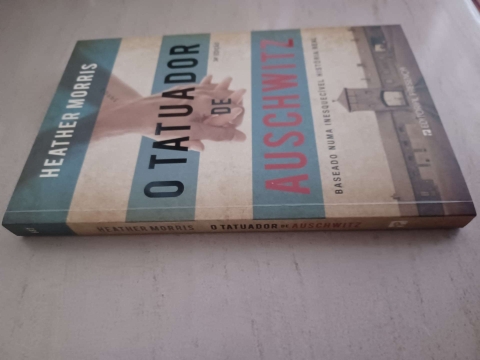 HEATHER MORRIS
O TATUADOR
DE
AUSCHWITZ
BASEADO NUMA INESQUECÍVEL HISTÓRIA REAL
HEATHER MORRIS O TATUADOR DE AUSCHWITZ